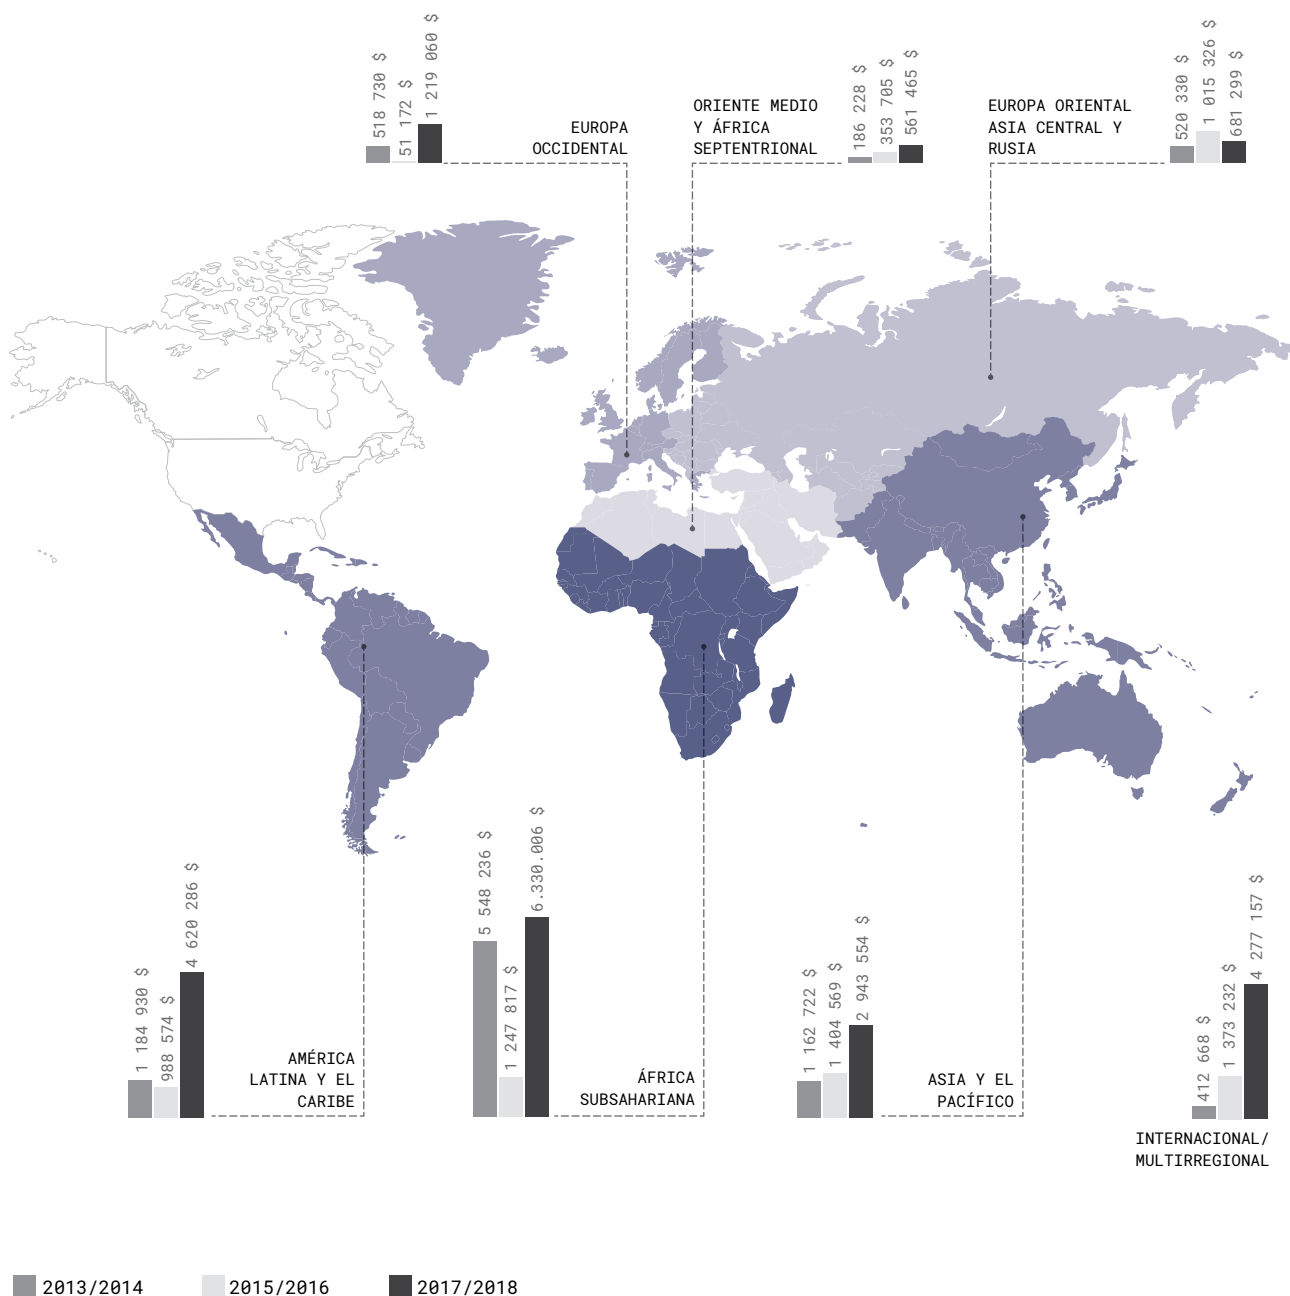 518 730 $
51 172 $
1 219 060 $
EUROPA
OCCIDENTAL
ORIENTE MEDIO
Y ÁFRICA
SEPTENTRIONAL
186 228 $
353 705 $
561 465 $
EUROPA ORIENTAL
ASIA CENTRAL Y
RUSIA
520 330 $
1 015 326 $
681 299 $
1 184 930 $
988 574 $
4 620 286 $
AMÉRICA
LATINA Y EL
CARIBE
5 548 236 $
1 247 817 $
6.330.006 $
ÁFRICA
SUBSAHARIANA
1 162 722 $
1 404 569 $
2 943 554 $
ASIA Y EL
PACÍFICO
412 668 $
1 373 232 $
4 277 157 $
INTERNACIONAL/
MULTIRREGIONAL
2013/2014
2015/2016
2017/2018